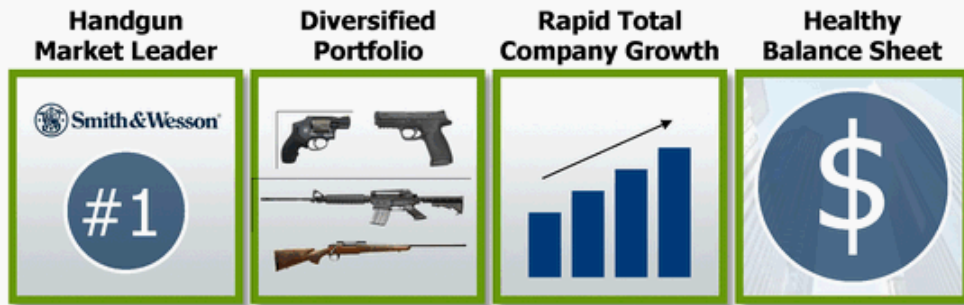 Handgun
Market Leader
Diversified
Portfolio
Rapid Total
Company Growth
Healthy
Balance Sheet
Smith & Wesson®
#1
$